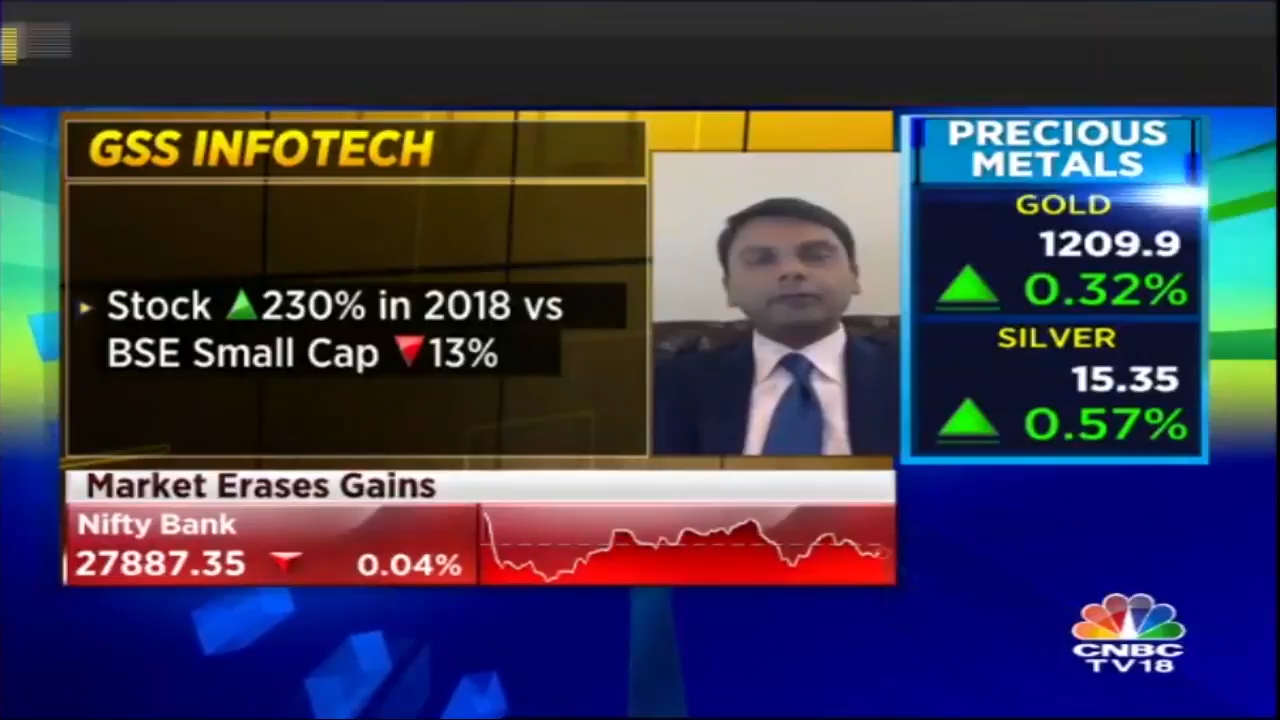 GSS INFOTECH
Stock ▲230% in 2018 vs
BSE Small Cap ▼13%
PRECIOUS
METALS
GOLD
1209.9
▲ 0.32%
SILVER
15.35
▲ 0.57%
Market Erases Gains
Nifty Bank
27887.35 ▼ 0.04%
CNBC
TV18